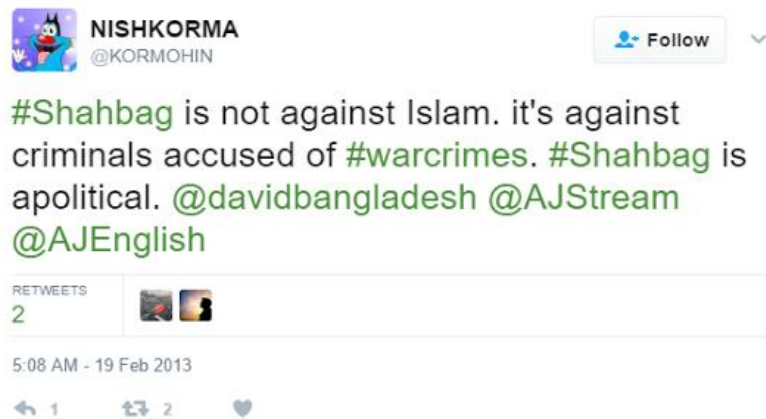 NISHKORMA
@KORMOHIN
Follow
#Shahbag is not against Islam. it's against
criminals accused of #warcrimes. #Shahbag is
apolitical. @davidbangladesh @AJStream
@AJEnglish
RETWEETS
2
5:08 AM - 19 Feb 2013
1 2